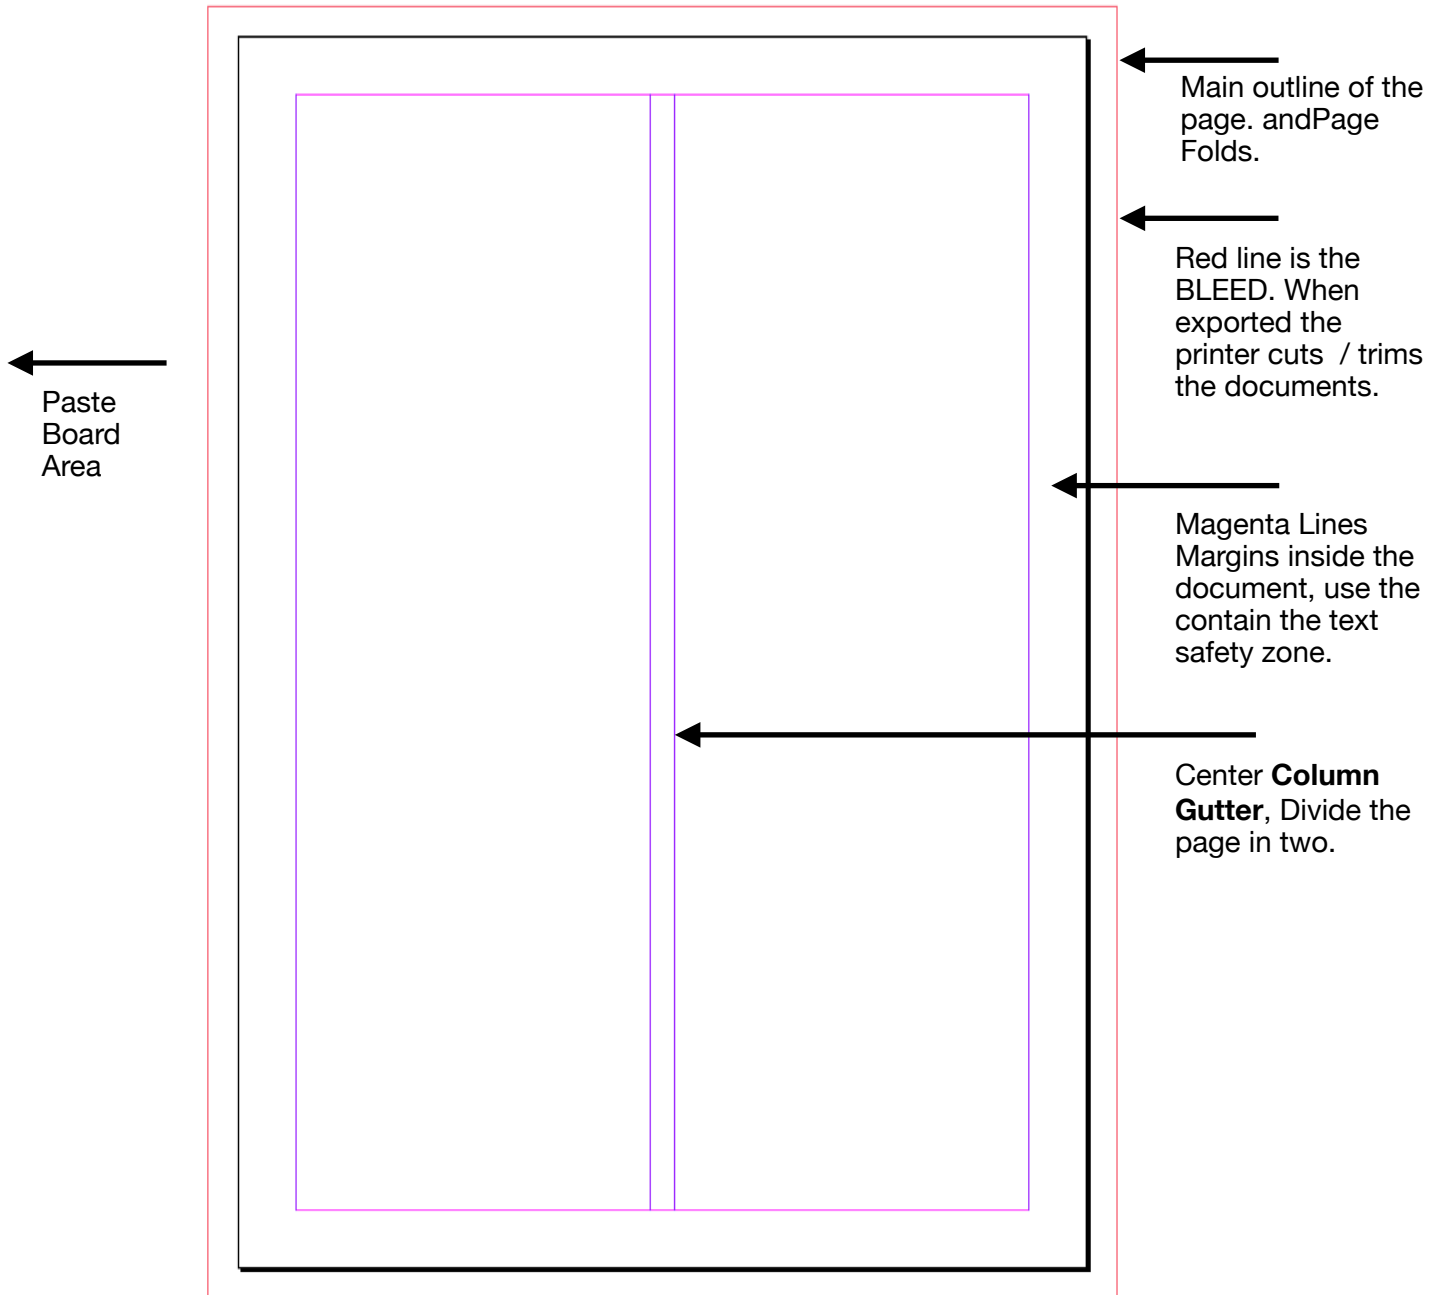 Main outline of the
page. andPage
Folds.
Red line is the
BLEED. When
exported the
printer cuts  / trims
the documents.
Paste
Board
Area
Magenta Lines
Margins inside the
document, use the
contain the text
safety zone.
Center Column
Gutter, Divide the
page in two.